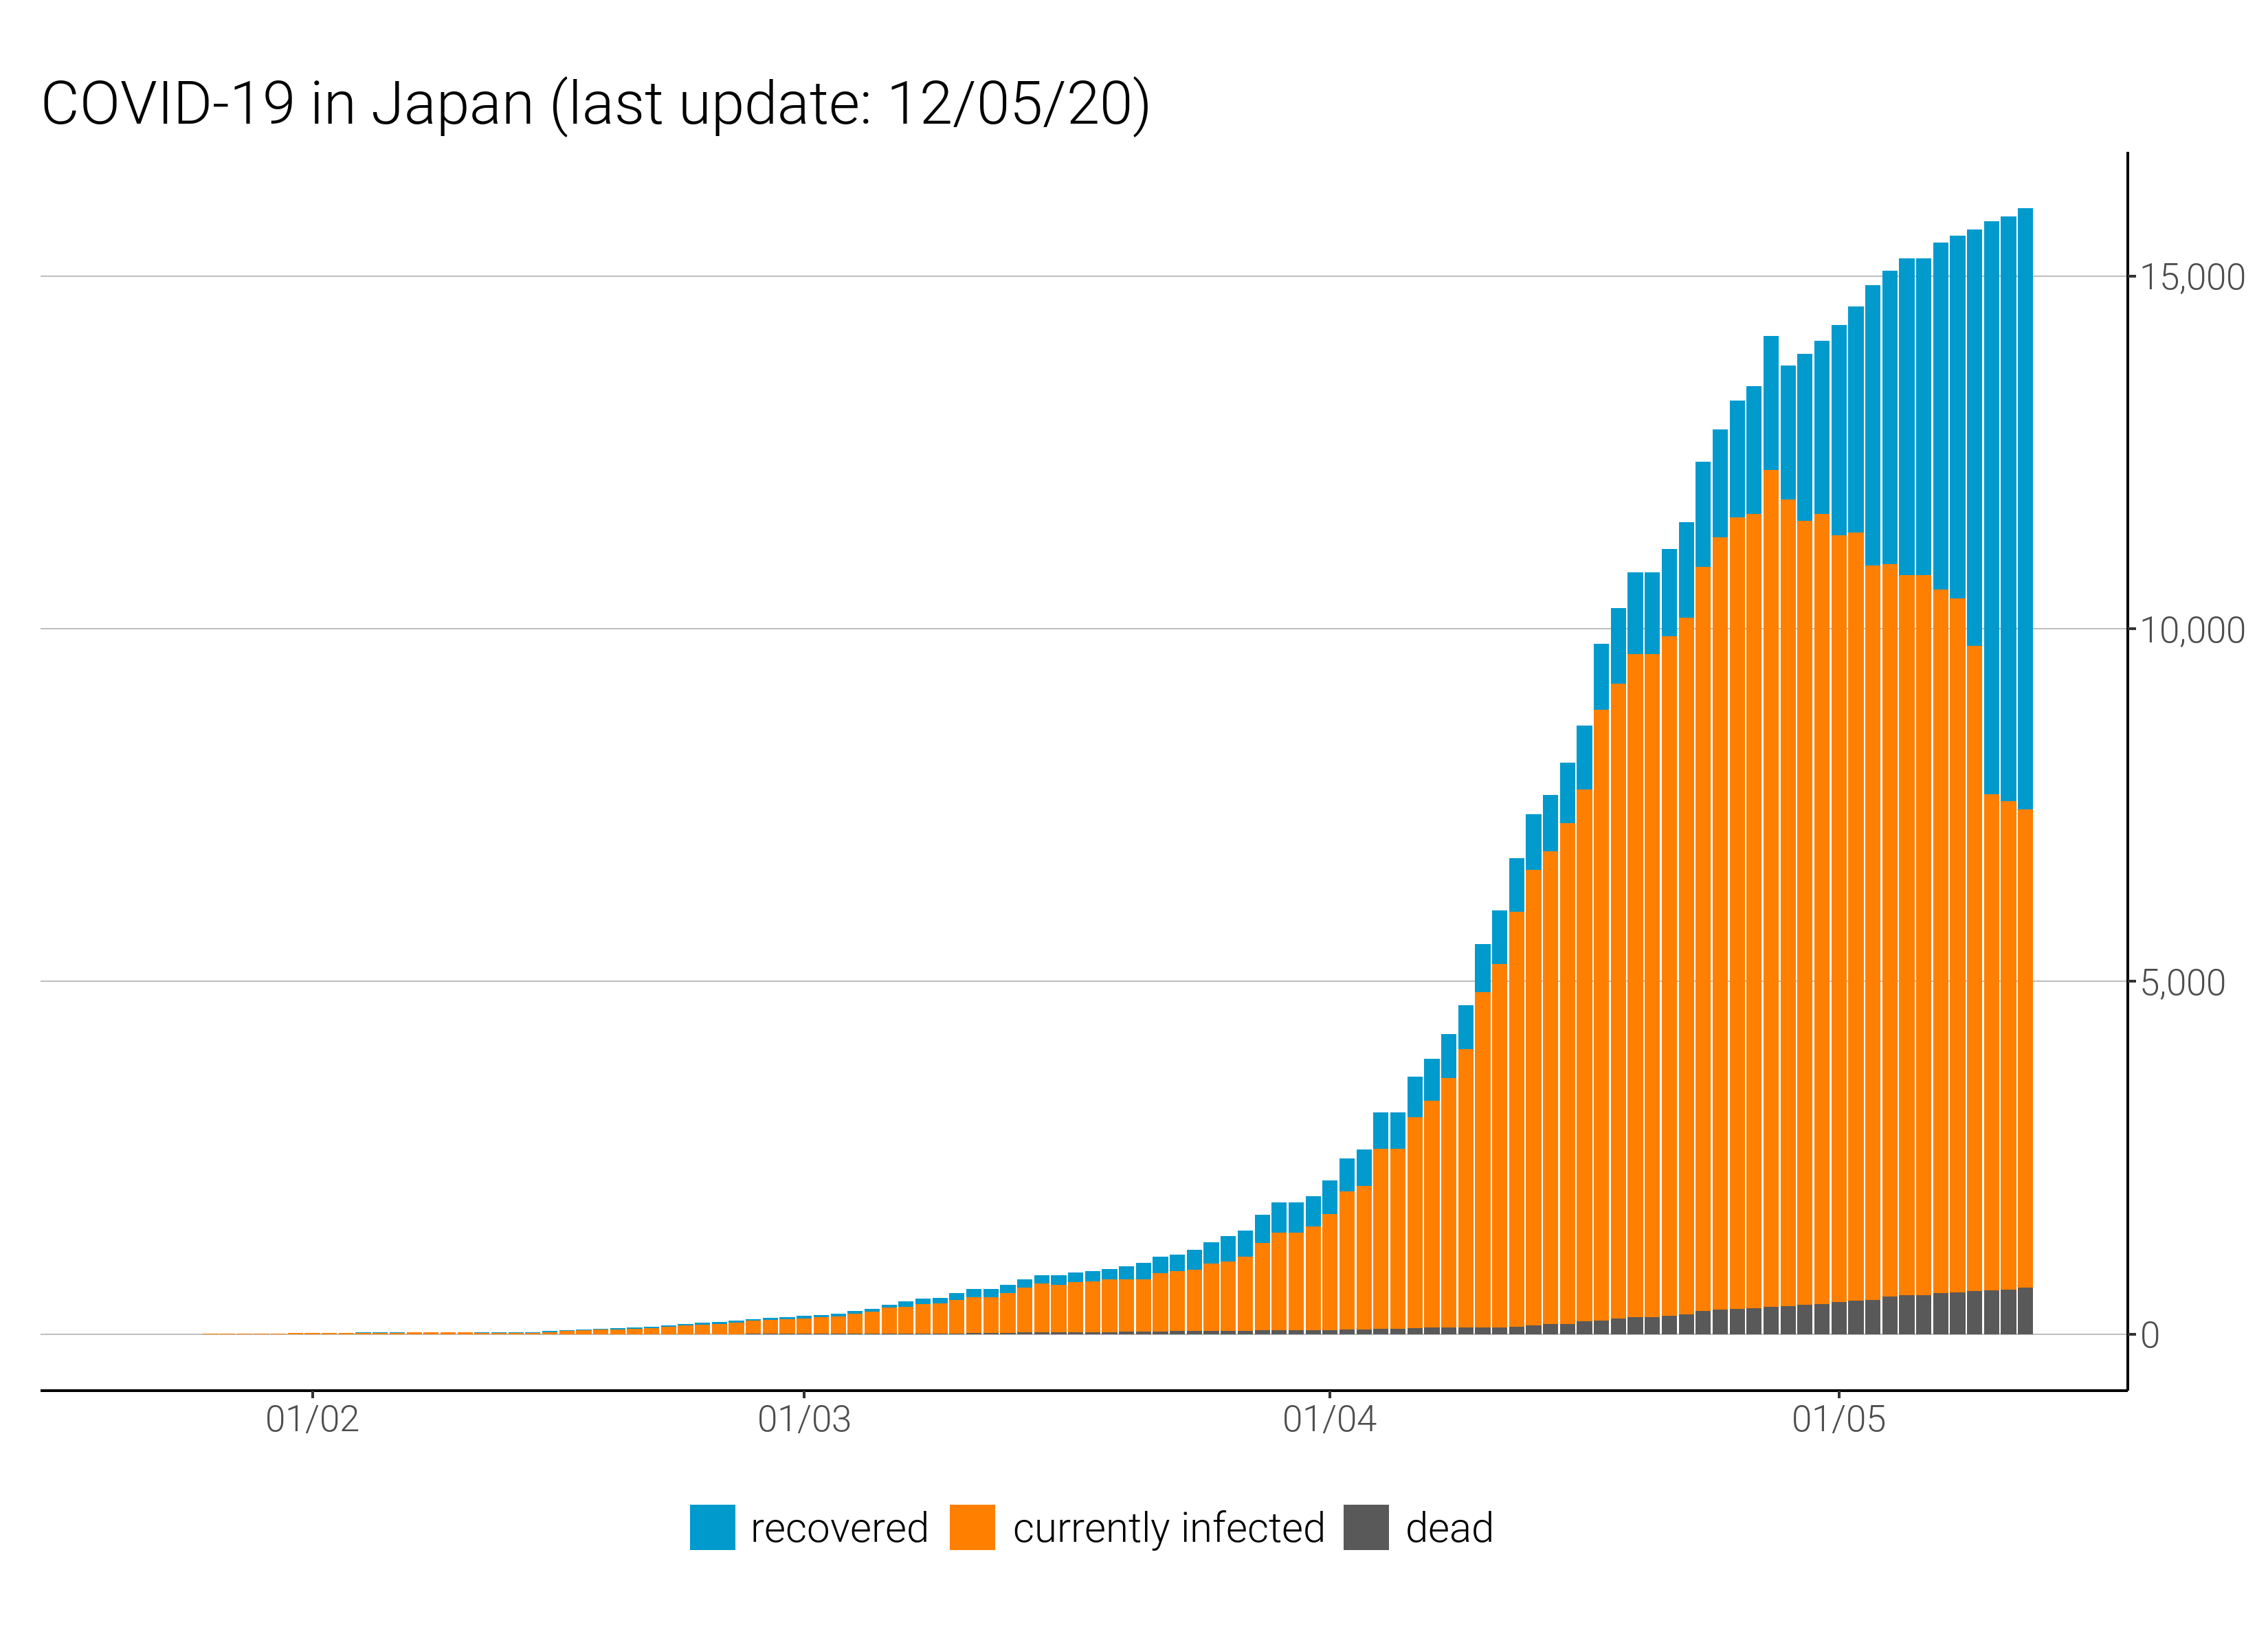 COVID-19 in Japan (last update: 12/05/20)
15,000
10,000
5,000
0
01/02 01/03 01/04 01/05
recovered currently infected dead